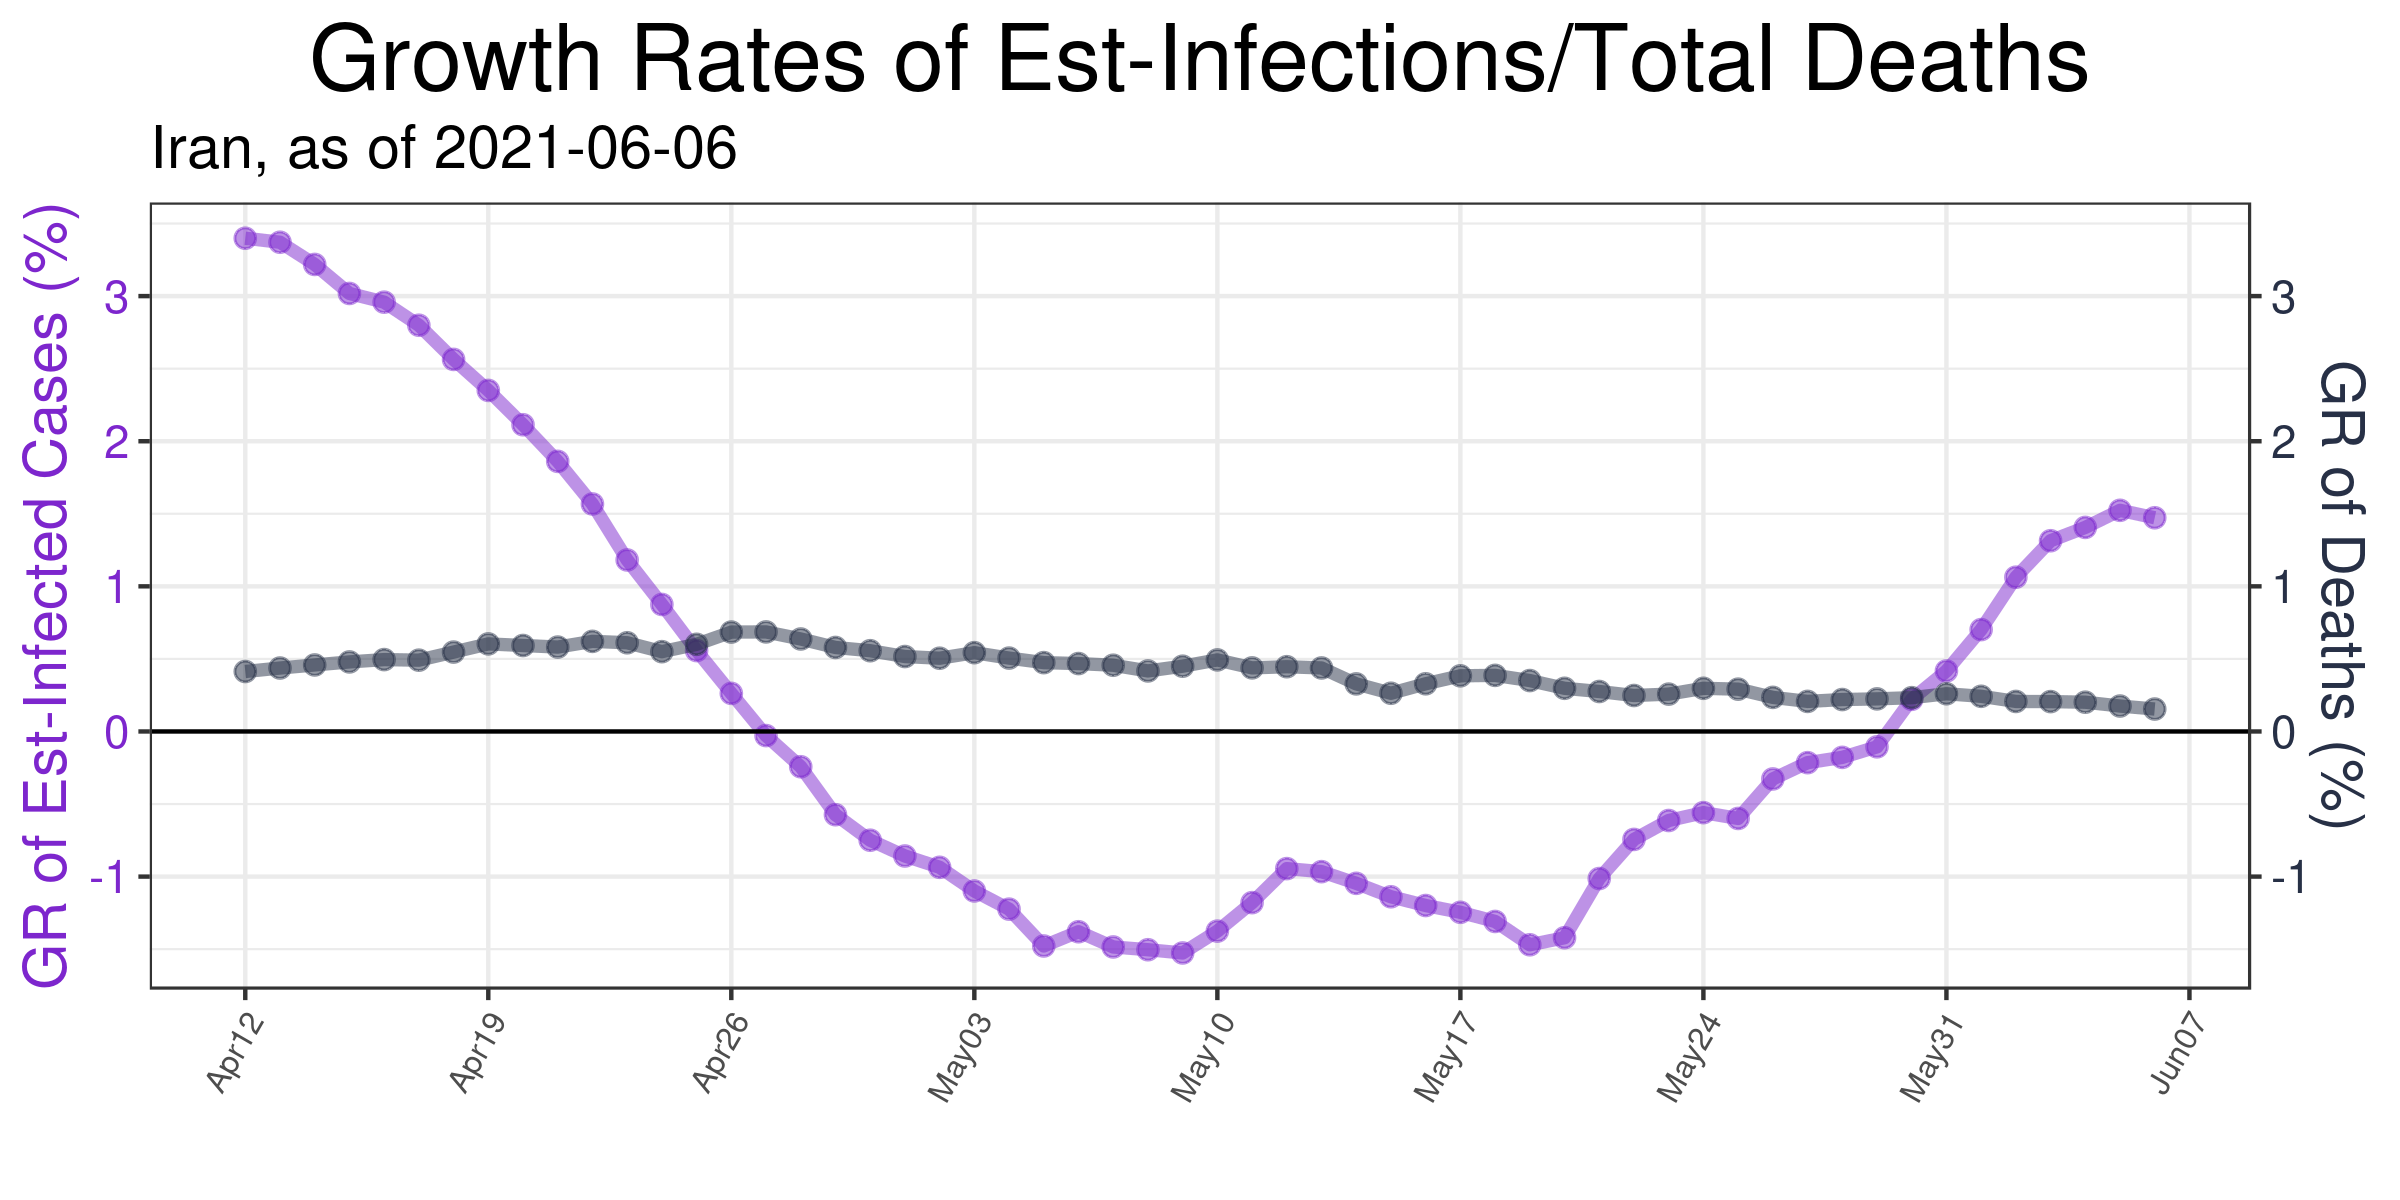 Growth Rates of Est-Infections/Total Deaths
Iran, as of 2021-06-06
GR of Est-Infected Cases (%)
3
2
1
0
-1
3
2
1
0
-1
GR of Deaths (%)
Apr12
Apr19
Apr26
May03
May10
May17
May24
May31
Jun07